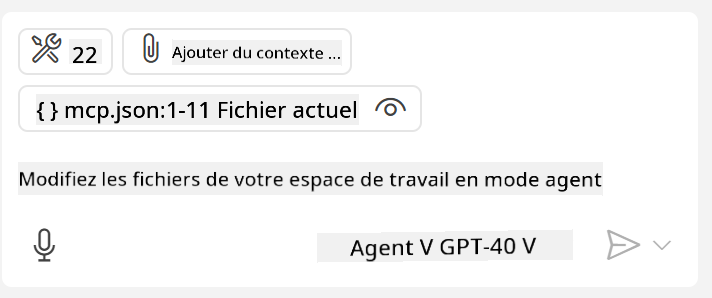 22 Ajouter du contexte ...
{ } mcp.json:1-11 Fichier actuel
Modifiez les fichiers de votre espace de travail en mode agent
Agent V GPT-40 V